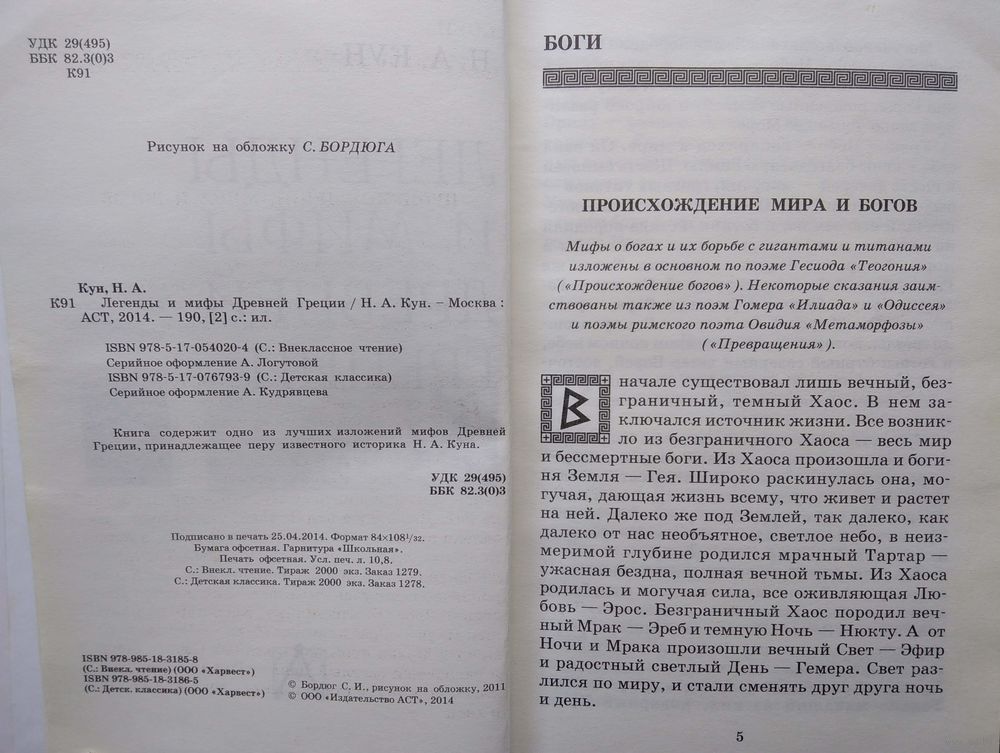 УДК 29(495)
ББК 82.3(0)3
К91
Рисунок на обложку С. БОРДЮГА
Кун, Н. А.
К91 Легенды и мифы Древней Греции / Н. А. Кун. – Москва :
АСТ, 2014. — 190, [2] с.: ил.
ISBN 978-5-17-054020-4 (С.: Внеклассное чтение)
Серийное оформление А. Логутовой
ISBN 978-5-17-076793-9 (С.: Детская классика)
Серийное оформление А. Кудрявцева
Книга содержит одно из лучших изложений мифов Древней
Греции, принадлежащее перу известного историка Н. А. Куна.
УДК 29(495)
ББК 82.3(0)3
Подписано в печать 25.04.2014. Формат 84×108¹/₃₂.
Бумага офсетная. Гарнитура «Школьная».
Печать офсетная. Усл. печ. л. 10,8.
С.: Внекл. чтение. Тираж 2000 экз. Заказ 1279.
С.: Детская классика. Тираж 2000 экз. Заказ 1278.
ISBN 978-985-18-3185-8
(С.: Внекл. чтение) (ООО «Харвест»)
ISBN 978-985-18-3186-5
(С.: Детск. классика) (ООО «Харвест»)
© Бордюг С. И., рисунок на обложку, 2011
© ООО «Издательство АСТ», 2014
БОГИ
ПРОИСХОЖДЕНИЕ МИРА И БОГОВ
Мифы о богах и их борьбе с гигантами и титанами
изложены в основном по поэме Гесиода «Теогония»
(«Происхождение богов»). Некоторые сказания заим-
ствованы также из поэм Гомера «Илиада» и «Одиссея»
и поэмы римского поэта Овидия «Метаморфозы»
(«Превращения»).
В начале существовал лишь вечный, без-
граничный, темный Хаос. В нем за-
ключался источник жизни. Все возник-
ло из безграничного Хаоса — весь мир
и бессмертные боги. Из Хаоса произошла и боги-
ня Земля — Гея. Широко раскинулась она, мо-
гучая, дающая жизнь всему, что живет и растет
на ней. Далеко же под Землей, так далеко, как
далеко от нас необъятное, светлое небо, в неиз-
меримой глубине родился мрачный Тартар —
ужасная бездна, полная вечной тьмы. Из Хаоса
родилась и могучая сила, все оживляющая Лю-
бовь — Эрос. Безграничный Хаос породил веч-
ный Мрак — Эреб и темную Ночь — Нюкту. А от
Ночи и Мрака произошли вечный Свет — Эфир
и радостный светлый День — Гемера. Свет раз-
лился по миру, и стали сменять друг друга ночь
и день.
5